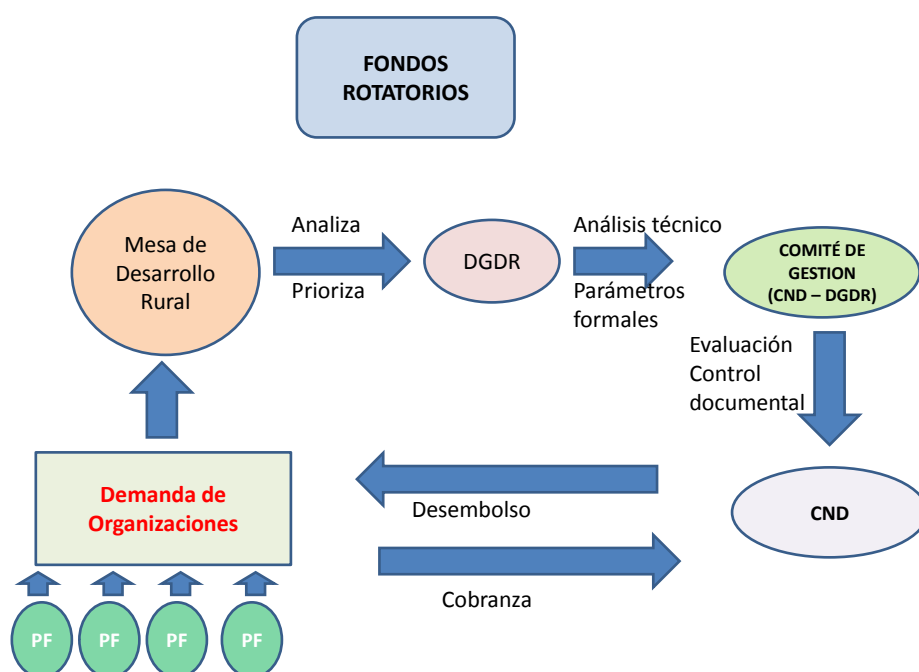 FONDOS
ROTATORIOS
Mesa de
Desarrollo
Rural
Analiza
Prioriza
DGDR
Análisis técnico
Parámetros
formales
COMITÉ DE
GESTION
(CND – DGDR)
Evaluación
Control
documental
Demanda de
Organizaciones
Desembolso
CND
Cobranza
PF
PF
PF
PF